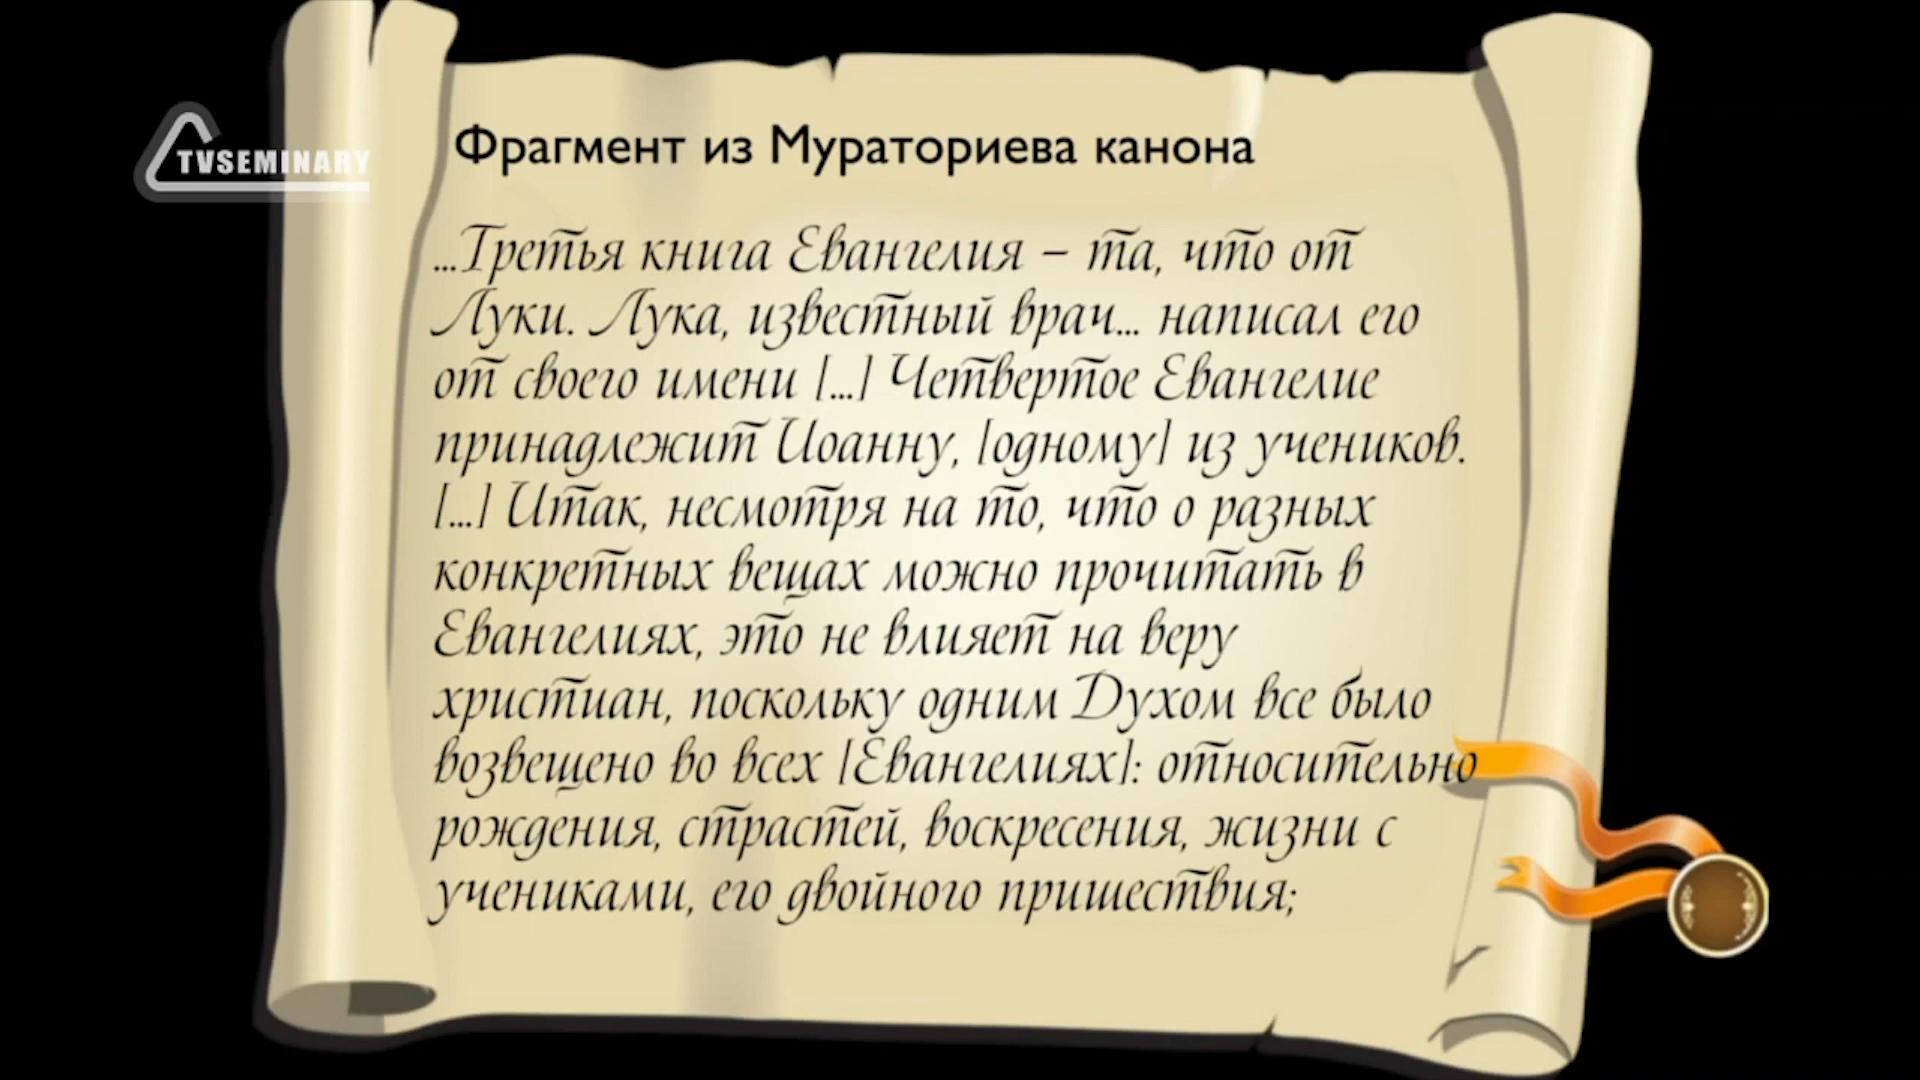 TVSEMINARY
Фрагмент из Мураториева канона
...Третья книга Евангелия – та, что от
Луки. Лука, известный врач... написал его
от своего имени [...] Четвертое Евангелие
принадлежит Иоанну, [одному] из учеников.
[...] Итак, несмотря на то, что о разных
конкретных вещах можно прочитать в
Евангелиях, это не влияет на веру
христиан, поскольку одним Духом все было
возвещено во всех [Евангелиях]: относительно
рождения, страстей, воскресения, жизни с
учениками, его двойного пришествия;